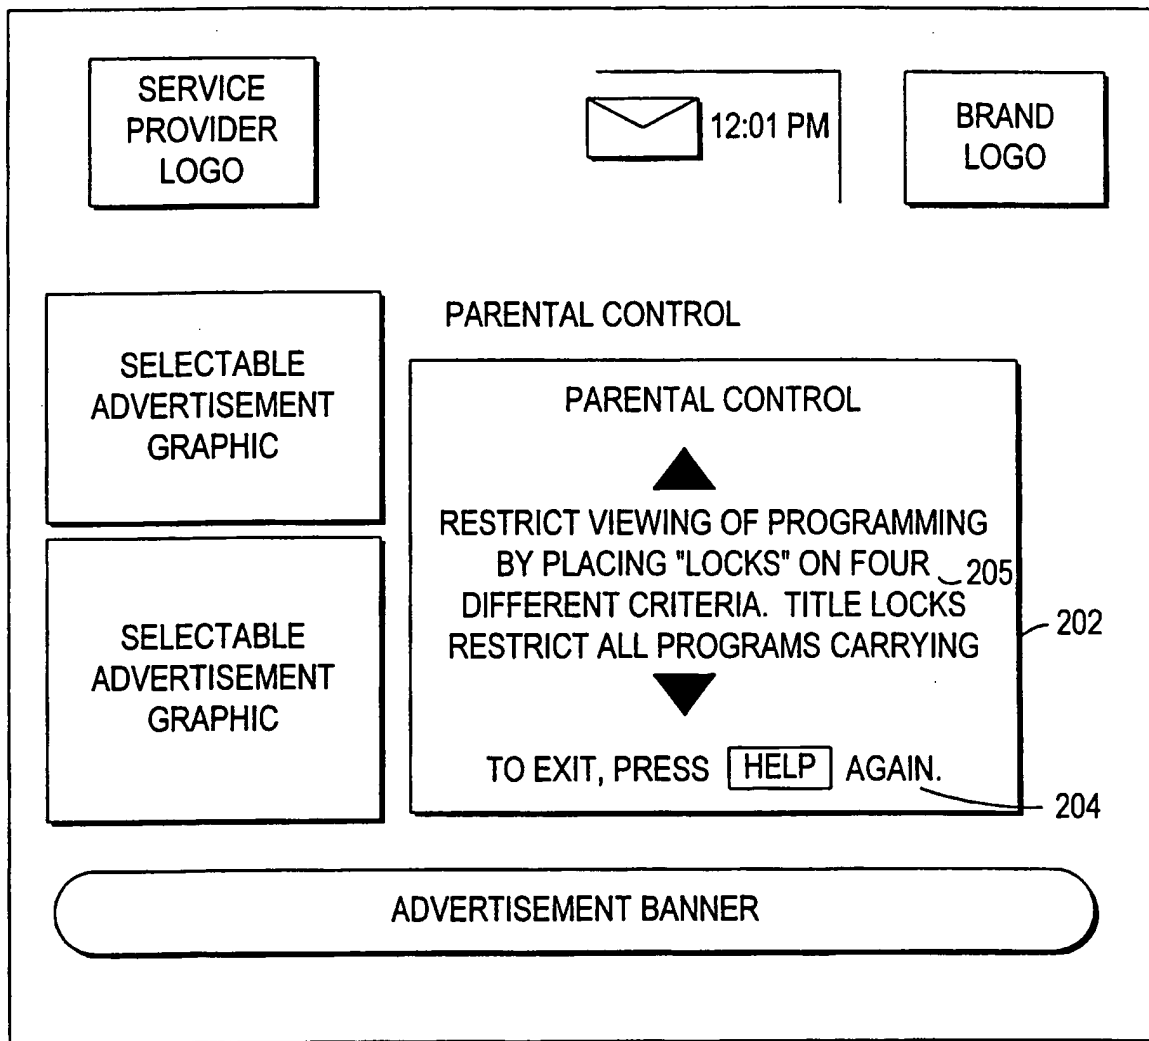 SERVICE
PROVIDER
LOGO
12:01 PM
BRAND
LOGO
SELECTABLE
ADVERTISEMENT
GRAPHIC
SELECTABLE
ADVERTISEMENT
GRAPHIC
PARENTAL CONTROL
PARENTAL CONTROL
RESTRICT VIEWING OF PROGRAMMING
BY PLACING "LOCKS" ON FOUR
205
DIFFERENT CRITERIA. TITLE LOCKS
RESTRICT ALL PROGRAMS CARRYING
202
TO EXIT, PRESS HELP AGAIN.
204
ADVERTISEMENT BANNER